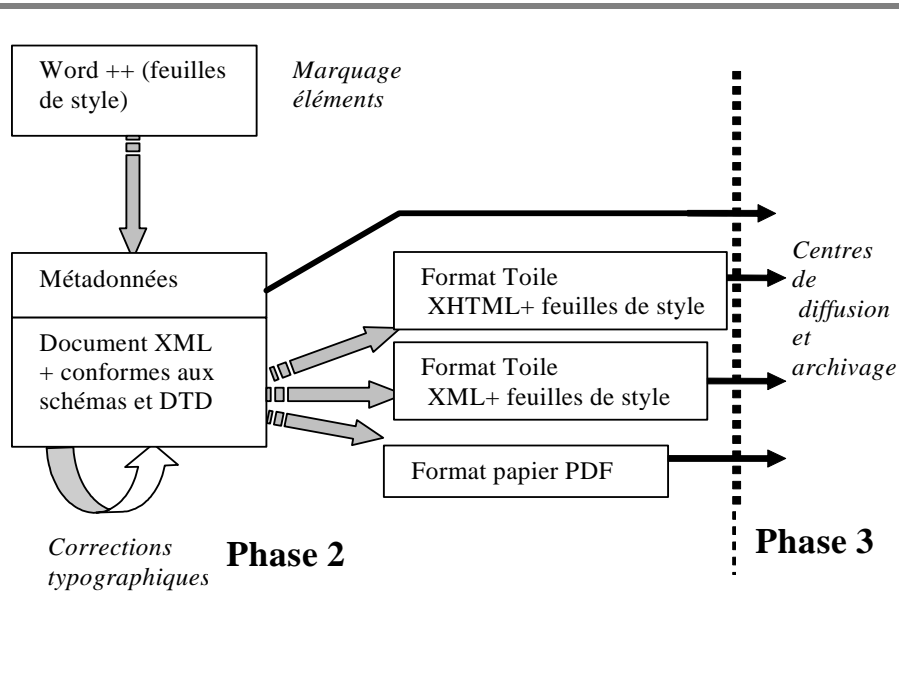 Word ++ (feuilles
de style)
Marquage
éléments
Métadonnées
Document XML
+ conformes aux
schémas et DTD
Format Toile
XHTML+ feuilles de style
Format Toile
XML+ feuilles de style
Format papier PDF
Centres
de
diffusion
et
archivage
Corrections
typographiques
Phase 2
Phase 3